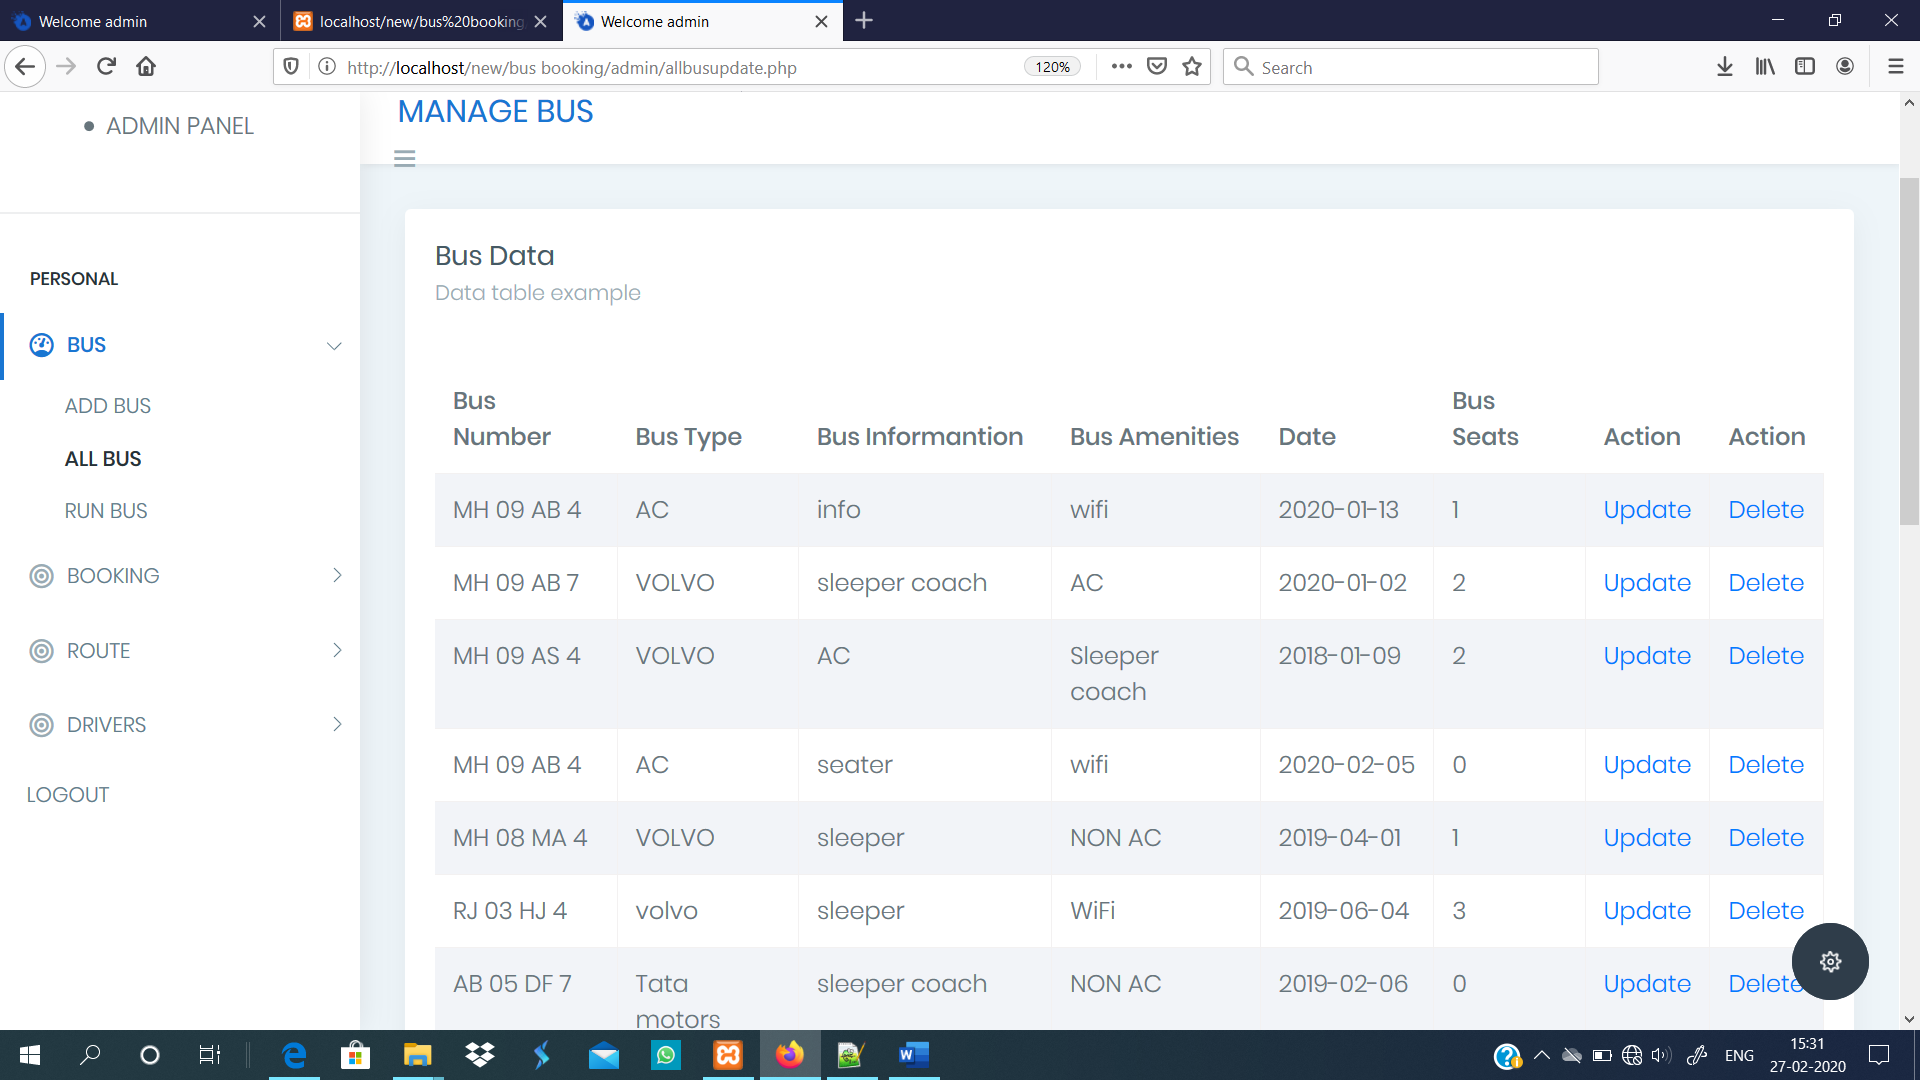 Welcome admin
localhost/new/bus%20booking
Welcome admin
http://localhost/new/bus booking/admin/allbusupdate.php
120%
Search
ADMIN PANEL
MANAGE BUS
PERSONAL
BUS
ADD BUS
ALL BUS
RUN BUS
BOOKING
ROUTE
DRIVERS
LOGOUT
Bus Data
Data table example
Bus Number Bus Type Bus Informantion Bus Amenities Date Bus Seats Action Action
MH 09 AB 4 AC info wifi 2020-01-13 1 Update Delete
MH 09 AB 7 VOLVO sleeper coach AC 2020-01-02 2 Update Delete
MH 09 AS 4 VOLVO AC Sleeper coach 2018-01-09 2 Update Delete
MH 09 AB 4 AC seater wifi 2020-02-05 0 Update Delete
MH 08 MA 4 VOLVO sleeper NON AC 2019-04-01 1 Update Delete
RJ 03 HJ 4 volvo sleeper WiFi 2019-06-04 3 Update Delete
AB 05 DF 7 Tata motors sleeper coach NON AC 2019-02-06 0 Update Delete
ENG
15:31
27-02-2020